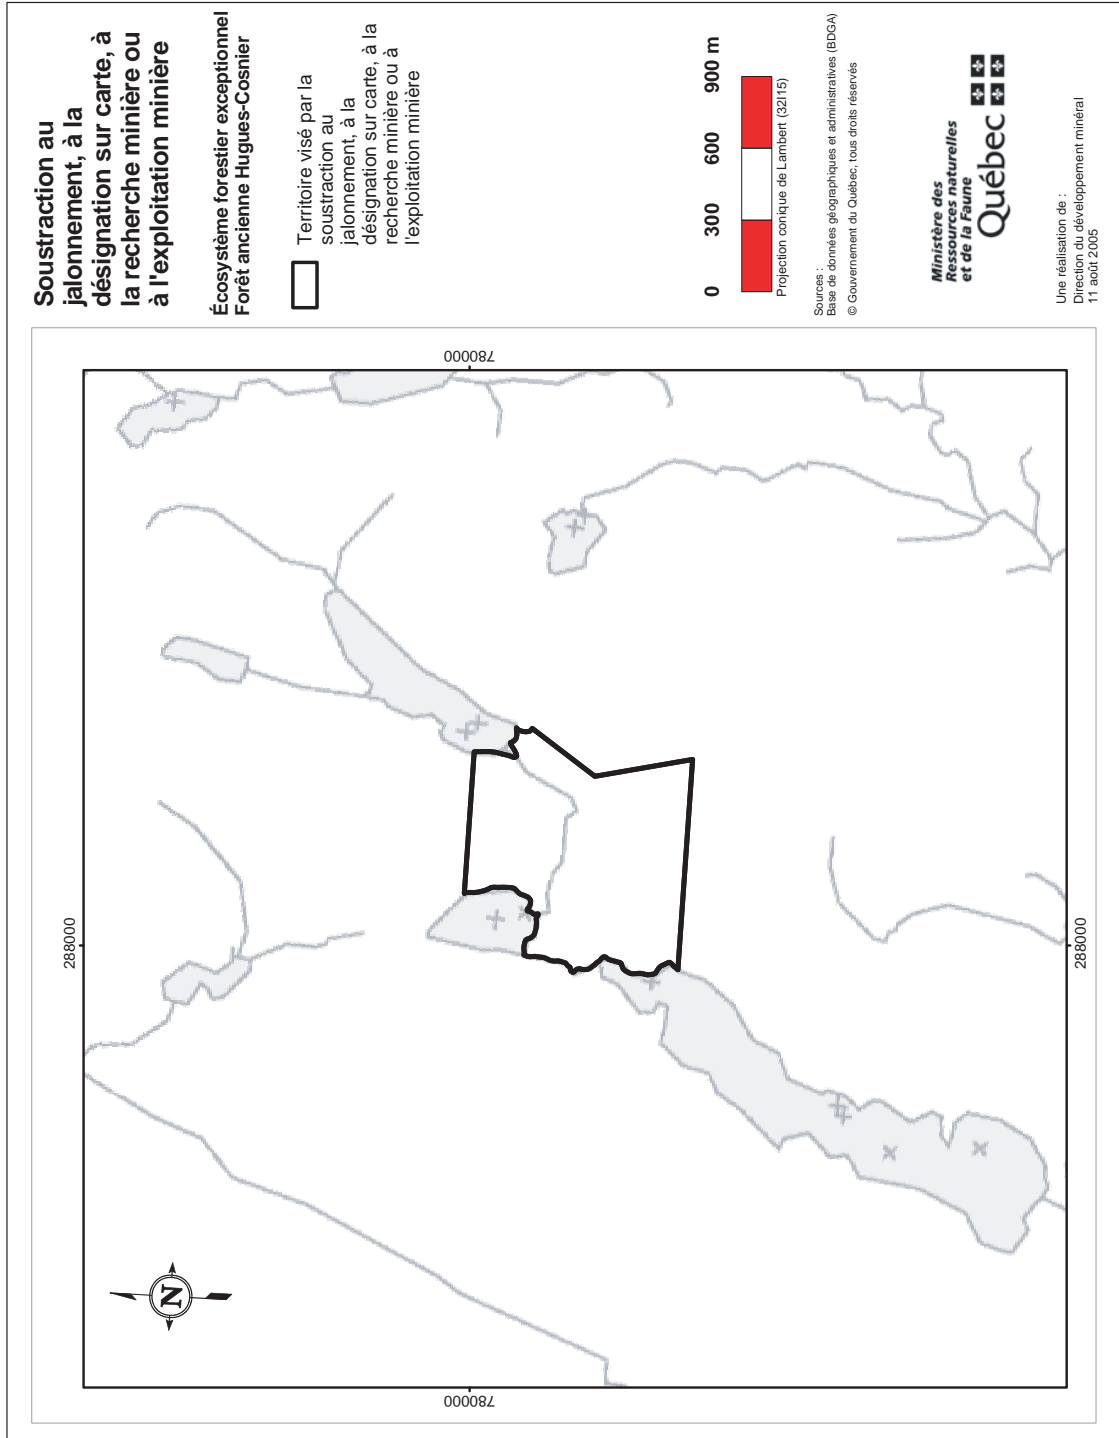 Soustraction au
jalonnement, à la
désignation sur carte, à
la recherche minière ou
à l'exploitation minière
Écosystème forestier exceptionnel
Forêt ancienne Hugues-Cosnier
Territoire visé par la
soustraction au
jalonnement, à la
désignation sur carte, à la
recherche minière ou à
l'exploitation minière
0 300 600 900 m
Projection conique de Lambert (32I15)
Sources :
Base de données géographiques et administratives (BDGA)
© Gouvernement du Québec, tous droits réservés
Ministère des
Ressources naturelles
et de la Faune
Québec
Une réalisation de :
Direction du développement minéral
11 août 2005
780000
288000
288000
780000
N